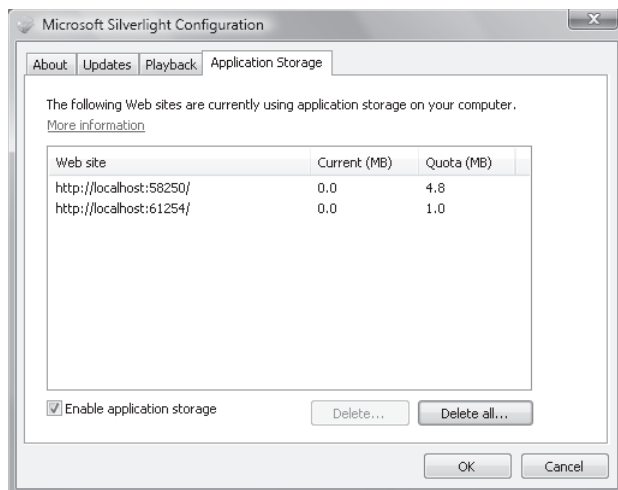 Microsoft Silverlight Configuration
X
About Updates Playback Application Storage
The following Web sites are currently using application storage on your computer.
More information
Web site Current (MB) Quota (MB)
http://localhost:58250/ 0.0 4.8
http://localhost:61254/ 0.0 1.0
Enable application storage Delete... Delete all...
OK Cancel